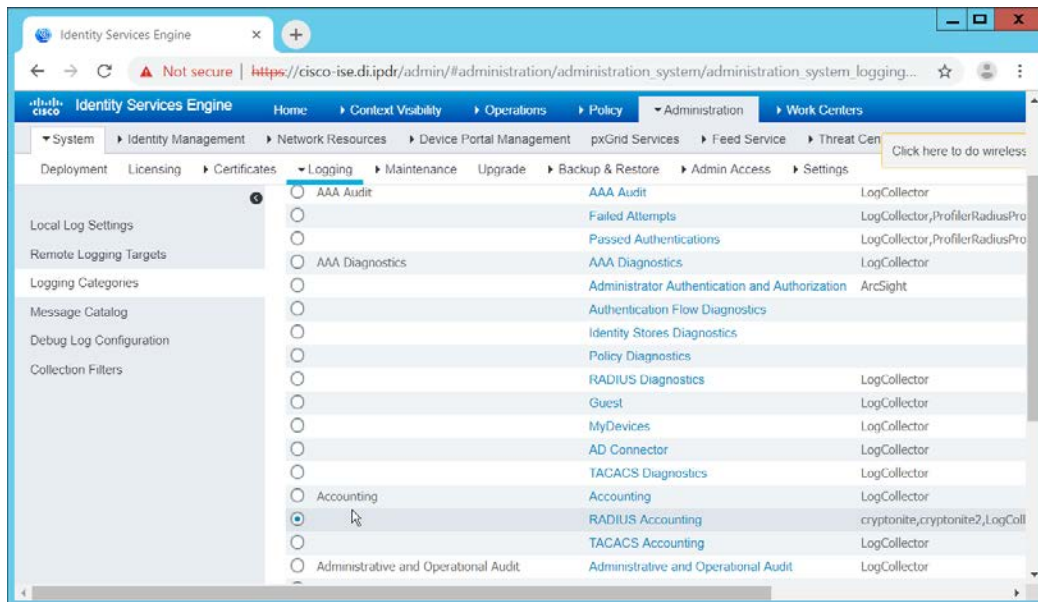 Identity Services Engine
Not secure | https://cisco-ise.di.ipdr/admin/#administration/administration_system/administration_system_logging...
cisco Identity Services Engine Home Context Visibility Operations Policy Administration Work Centers
System Identity Management Network Resources Device Portal Management pxGrid Services Feed Service Threat Cen
Click here to do wireless
Deployment Licensing Certificates Logging Maintenance Upgrade Backup & Restore Admin Access Settings
Local Log Settings
Remote Logging Targets
Logging Categories
Message Catalog
Debug Log Configuration
Collection Filters
AAA Audit AAA Audit LogCollector
Failed Attempts LogCollector,ProfilerRadiusPro
Passed Authentications LogCollector,ProfilerRadiusPro
AAA Diagnostics AAA Diagnostics LogCollector
Administrator Authentication and Authorization ArcSight
Authentication Flow Diagnostics
Identity Stores Diagnostics
Policy Diagnostics
RADIUS Diagnostics LogCollector
Guest LogCollector
MyDevices LogCollector
AD Connector LogCollector
TACACS Diagnostics LogCollector
Accounting Accounting LogCollector
RADIUS Accounting cryptonite,cryptonite2,LogColl
TACACS Accounting LogCollector
Administrative and Operational Audit Administrative and Operational Audit LogCollector